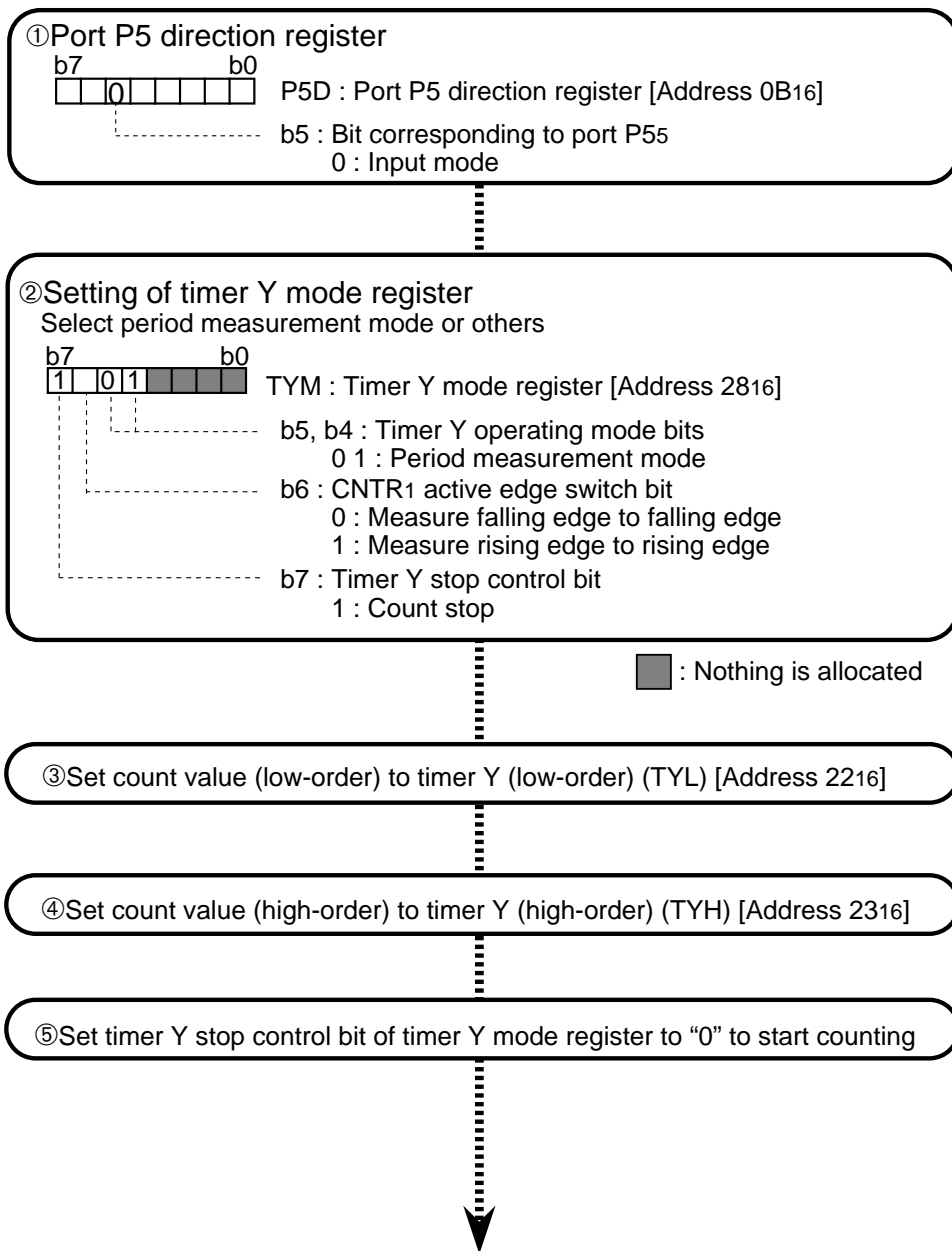 ①Port P5 direction register
b7 b0
0 P5D : Port P5 direction register [Address 0B16]
b5 : Bit corresponding to port P55
0 : Input mode
②Setting of timer Y mode register
Select period measurement mode or others
b7 b0
1 0 1 TYM : Timer Y mode register [Address 2816]
b5, b4 : Timer Y operating mode bits
0 1 : Period measurement mode
b6 : CNTR1 active edge switch bit
0 : Measure falling edge to falling edge
1 : Measure rising edge to rising edge
b7 : Timer Y stop control bit
1 : Count stop
: Nothing is allocated
③Set count value (low-order) to timer Y (low-order) (TYL) [Address 2216]
④Set count value (high-order) to timer Y (high-order) (TYH) [Address 2316]
⑤Set timer Y stop control bit of timer Y mode register to “0” to start counting